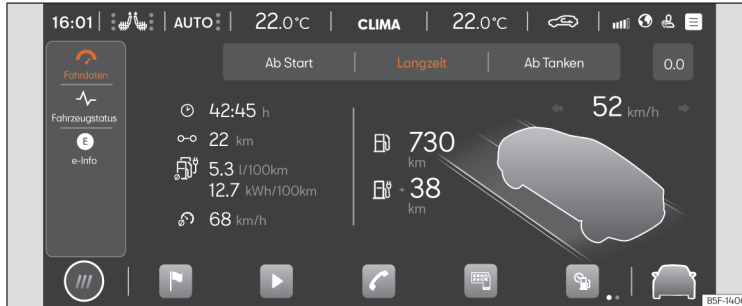 16:01 AUTO 22.0°C CLIMA 22.0°C
Fahrdaten
Fahrzeugstatus
E
e-Info
Ab Start Langzeit Ab Tanken 0.0
42:45 h
22 km
5.3 l/100km
12.7 kWh/100km
68 km/h
730
km
+ 38
km
52 km/h
B5F-140